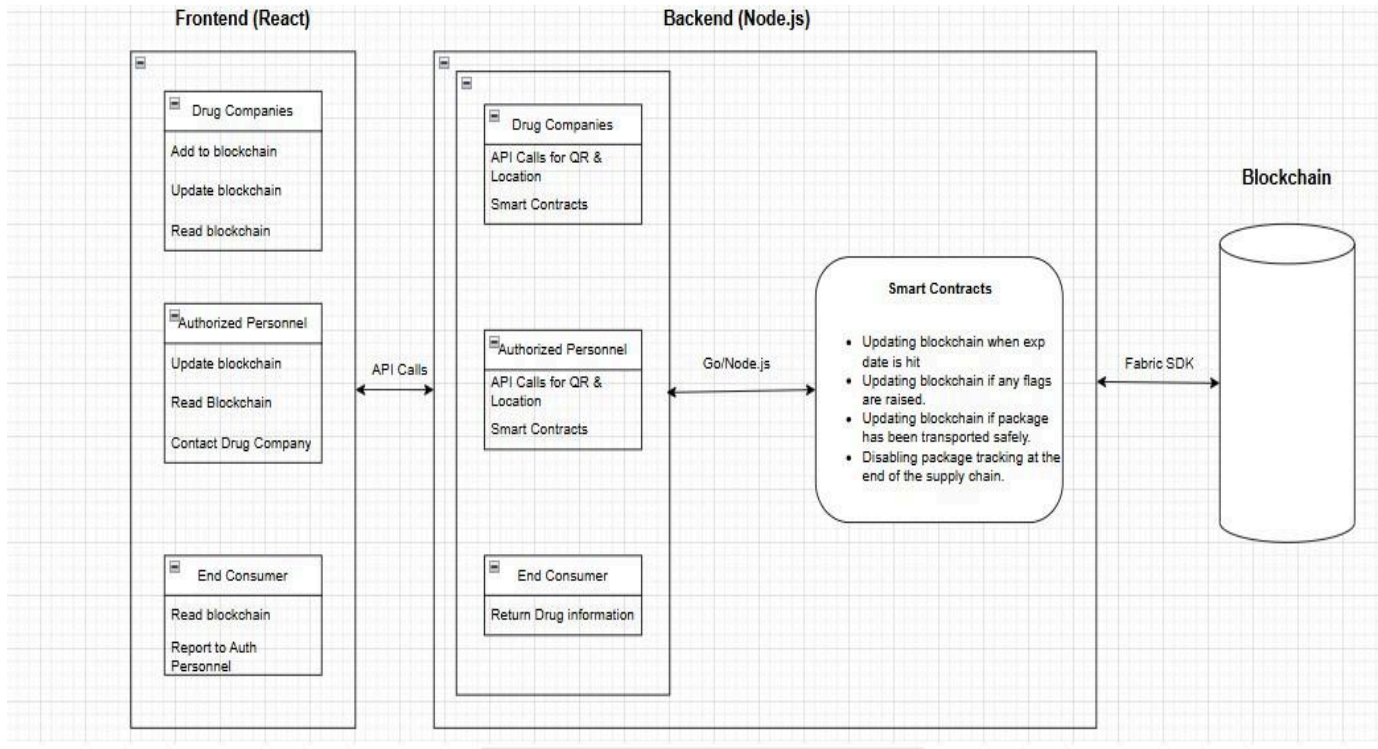 Frontend (React)
Backend (Node.js)
Drug Companies
Add to blockchain
Update blockchain
Read blockchain
Authorized Personnel
Update blockchain
Read Blockchain
Contact Drug Company
End Consumer
Read blockchain
Report to Auth
Personnel
API Calls
Drug Companies
API Calls for QR &
Location
Smart Contracts
Authorized Personnel
API Calls for QR &
Location
Smart Contracts
End Consumer
Return Drug information
Go/Node.js
Smart Contracts
• Updating blockchain when exp
date is hit
• Updating blockchain if any flags
are raised.
• Updating blockchain if package
has been transported safely.
• Disabling package tracking at the
end of the supply chain.
Fabric SDK
Blockchain